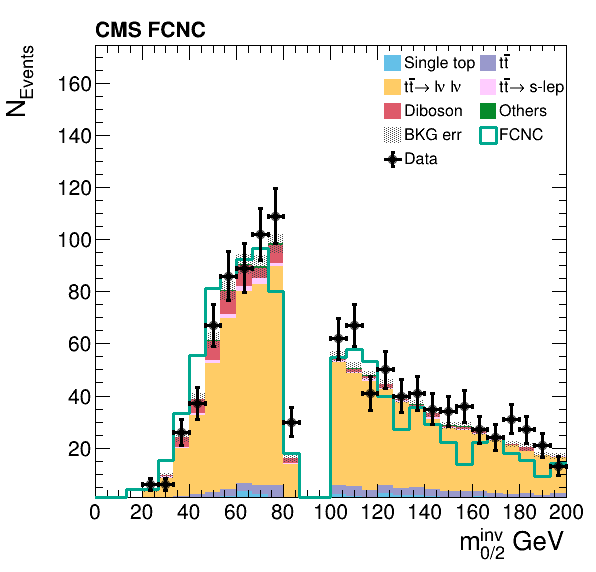 CMS FCNC
N_Events
160
140
120
100
80
60
40
20
0 20 40 60 80 100 120 140 160 180 200
m^inv_0/2 GeV
Single top
tt̄
tt̄→ lν lν
tt̄→ s-lep
Diboson
Others
BKG err
FCNC
Data